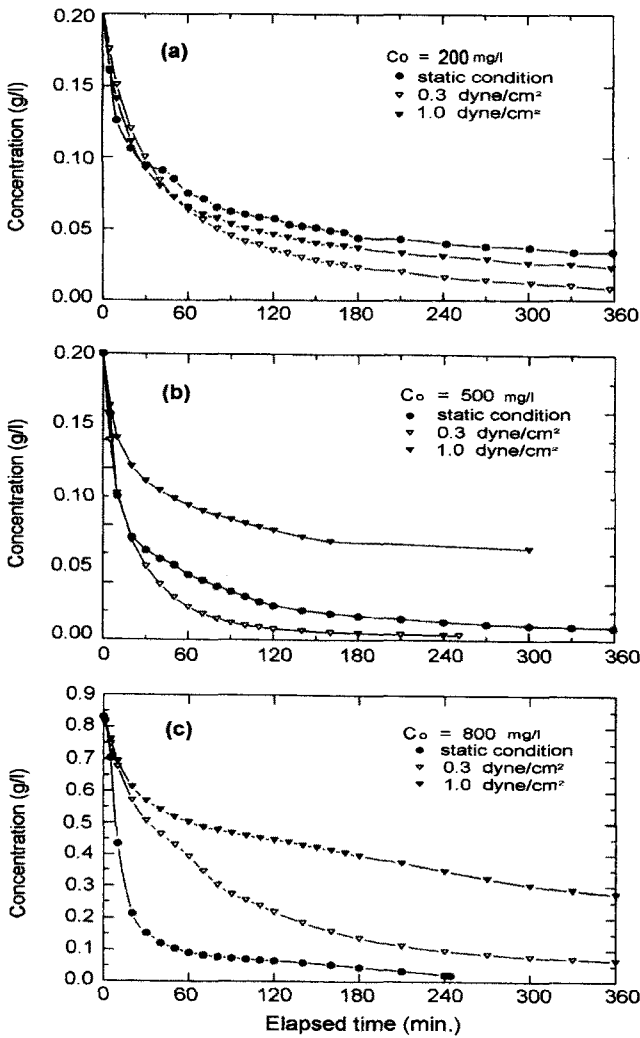 0.20
0.15
0.10
0.05
0.00
Concentration (g/l)
(a)
Co = 200 mg/l
static condition
0.3 dyne/cm²
1.0 dyne/cm²
0 60 120 180 240 300 360
0.20
0.15
0.10
0.05
0.00
Concentration (g/l)
(b)
Co = 500 mg/l
static condition
0.3 dyne/cm²
1.0 dyne/cm²
0 60 120 180 240 300 360
0.9
0.8
0.7
0.6
0.5
0.4
0.3
0.2
0.1
0.0
Concentration (g/l)
(c)
Co = 800 mg/l
static condition
0.3 dyne/cm²
1.0 dyne/cm²
0 60 120 180 240 300 360
Elapsed time (min.)